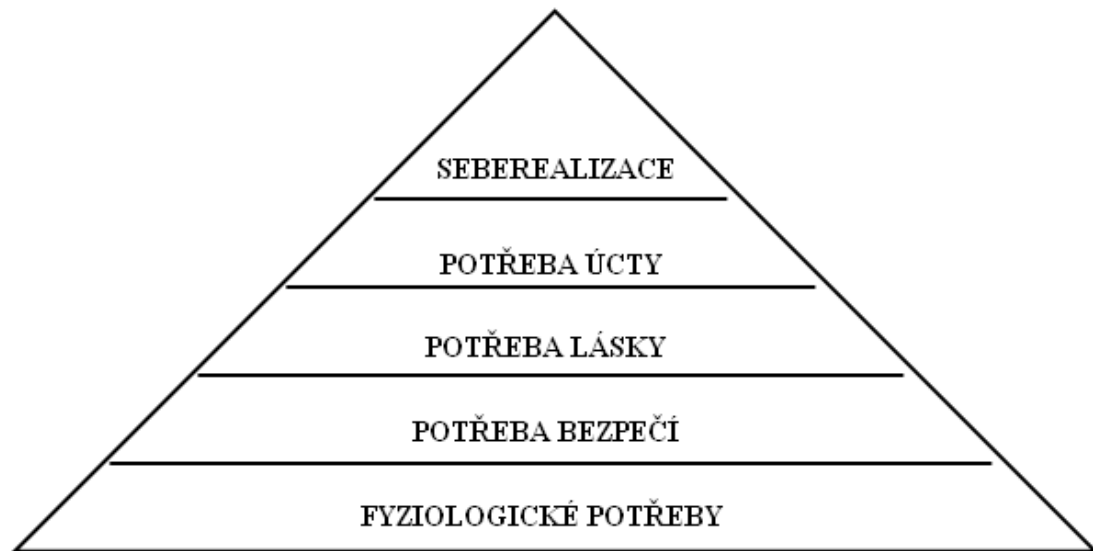 SEBEREALIZACE
POTŘEBA ÚCTY
POTŘEBA LÁSKY
POTŘEBA BEZPEČÍ
FYZIOLOGICKÉ POTŘEBY